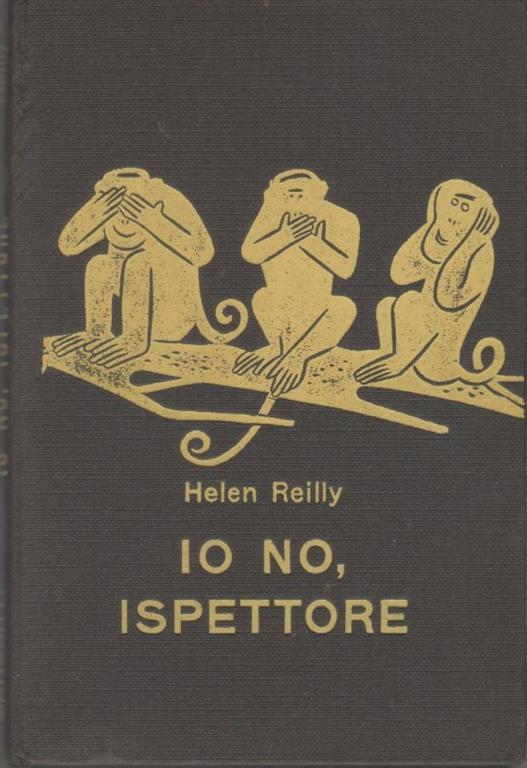 Helen Reilly
IO NO,
ISPETTORE